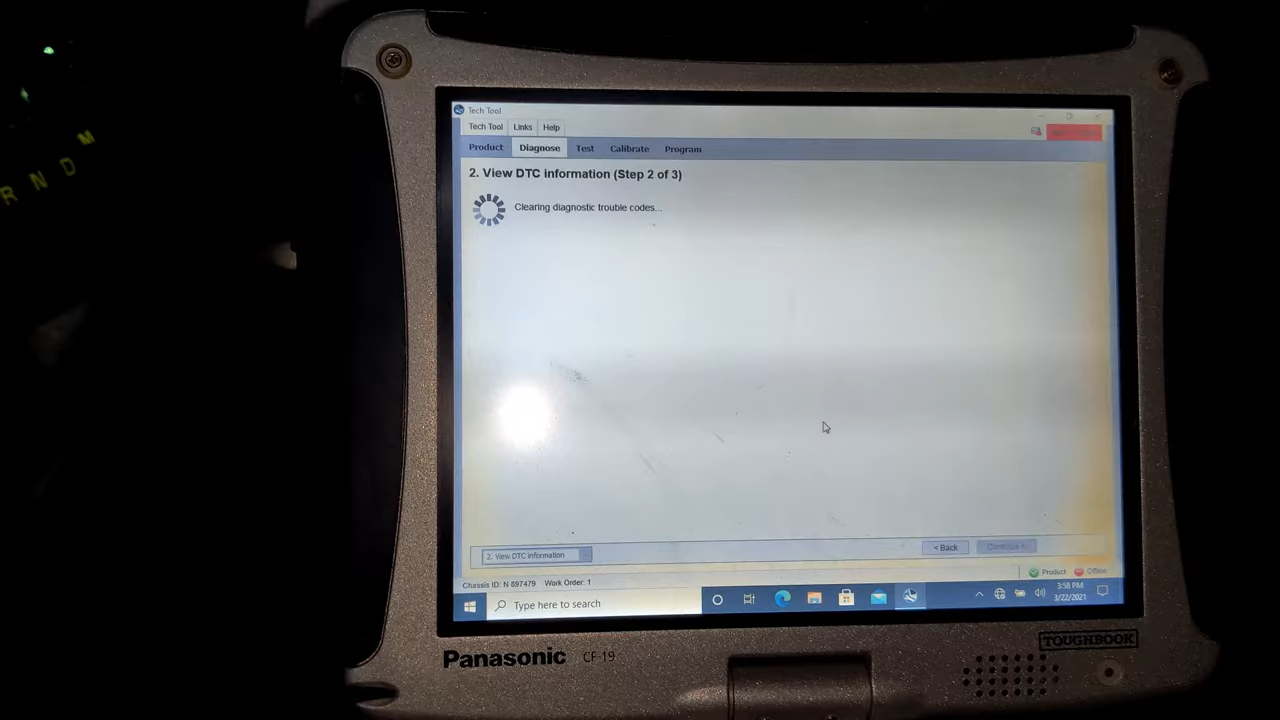 Tech Tool
Tech Tool Links Help
Product Diagnose Test Calibrate Program
2. View DTC information (Step 2 of 3)
Clearing diagnostic trouble codes...
2. View DTC information
< Back Continue >
Product Offline
Chassis ID: N 897479 Work Order: 1
Type here to search
3:58 PM
3/22/2021
Panasonic CF-19
TOUGHBOOK
R N D M